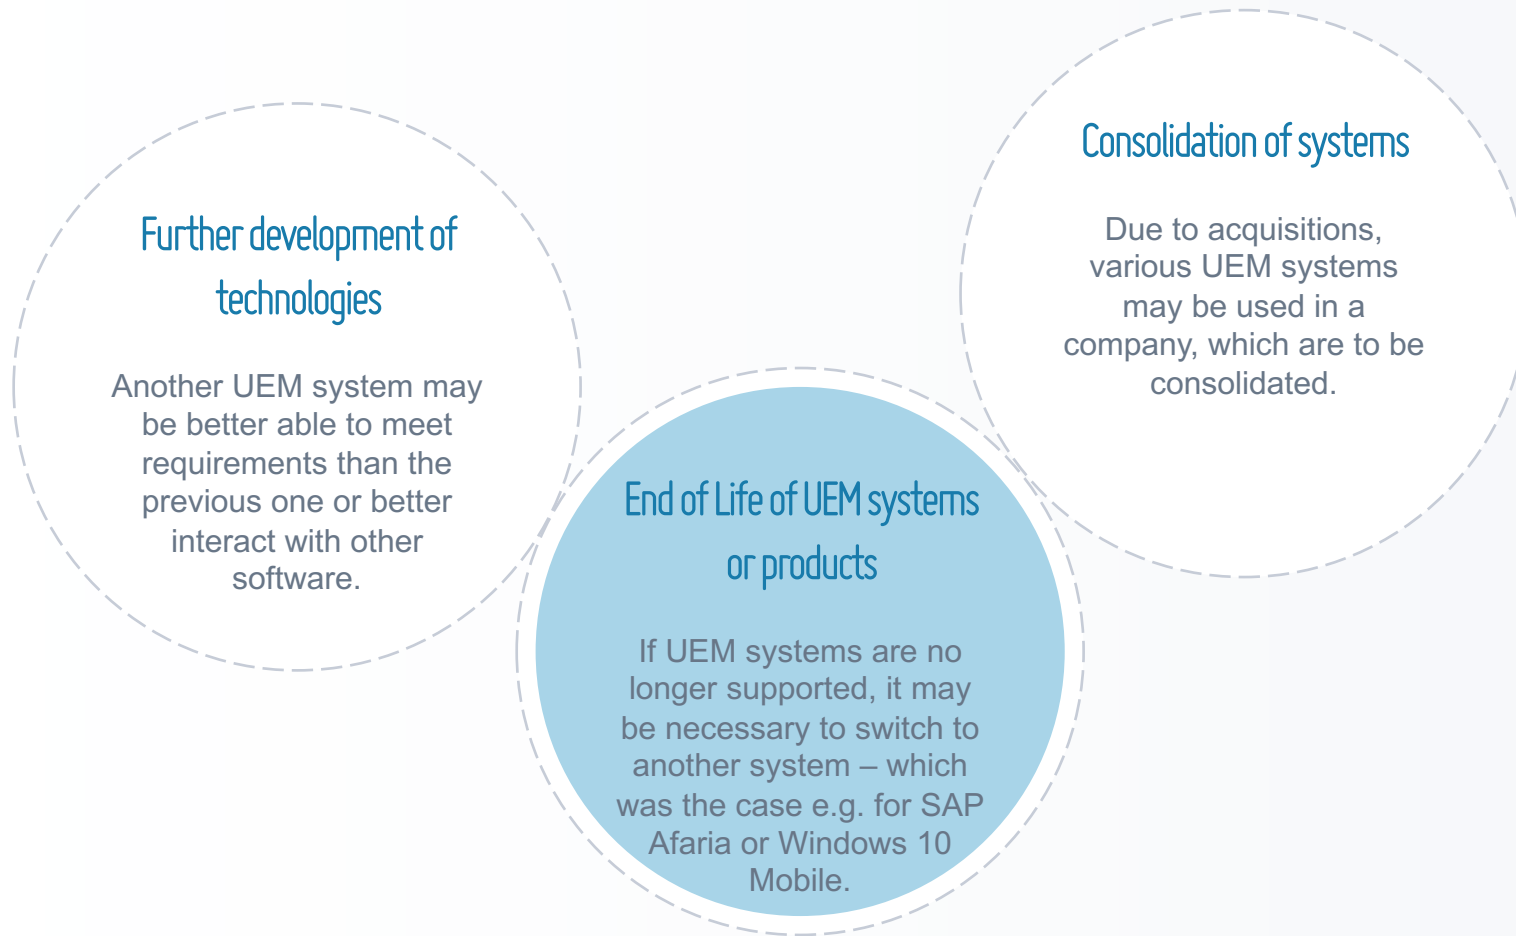 Further development of
technologies
Another UEM system may
be better able to meet
requirements than the
previous one or better
interact with other
software.
End of Life of UEM systems
or products
If UEM systems are no
longer supported, it may
be necessary to switch to
another system – which
was the case e.g. for SAP
Afaria or Windows 10
Mobile.
Consolidation of systems
Due to acquisitions,
various UEM systems
may be used in a
company, which are to be
consolidated.